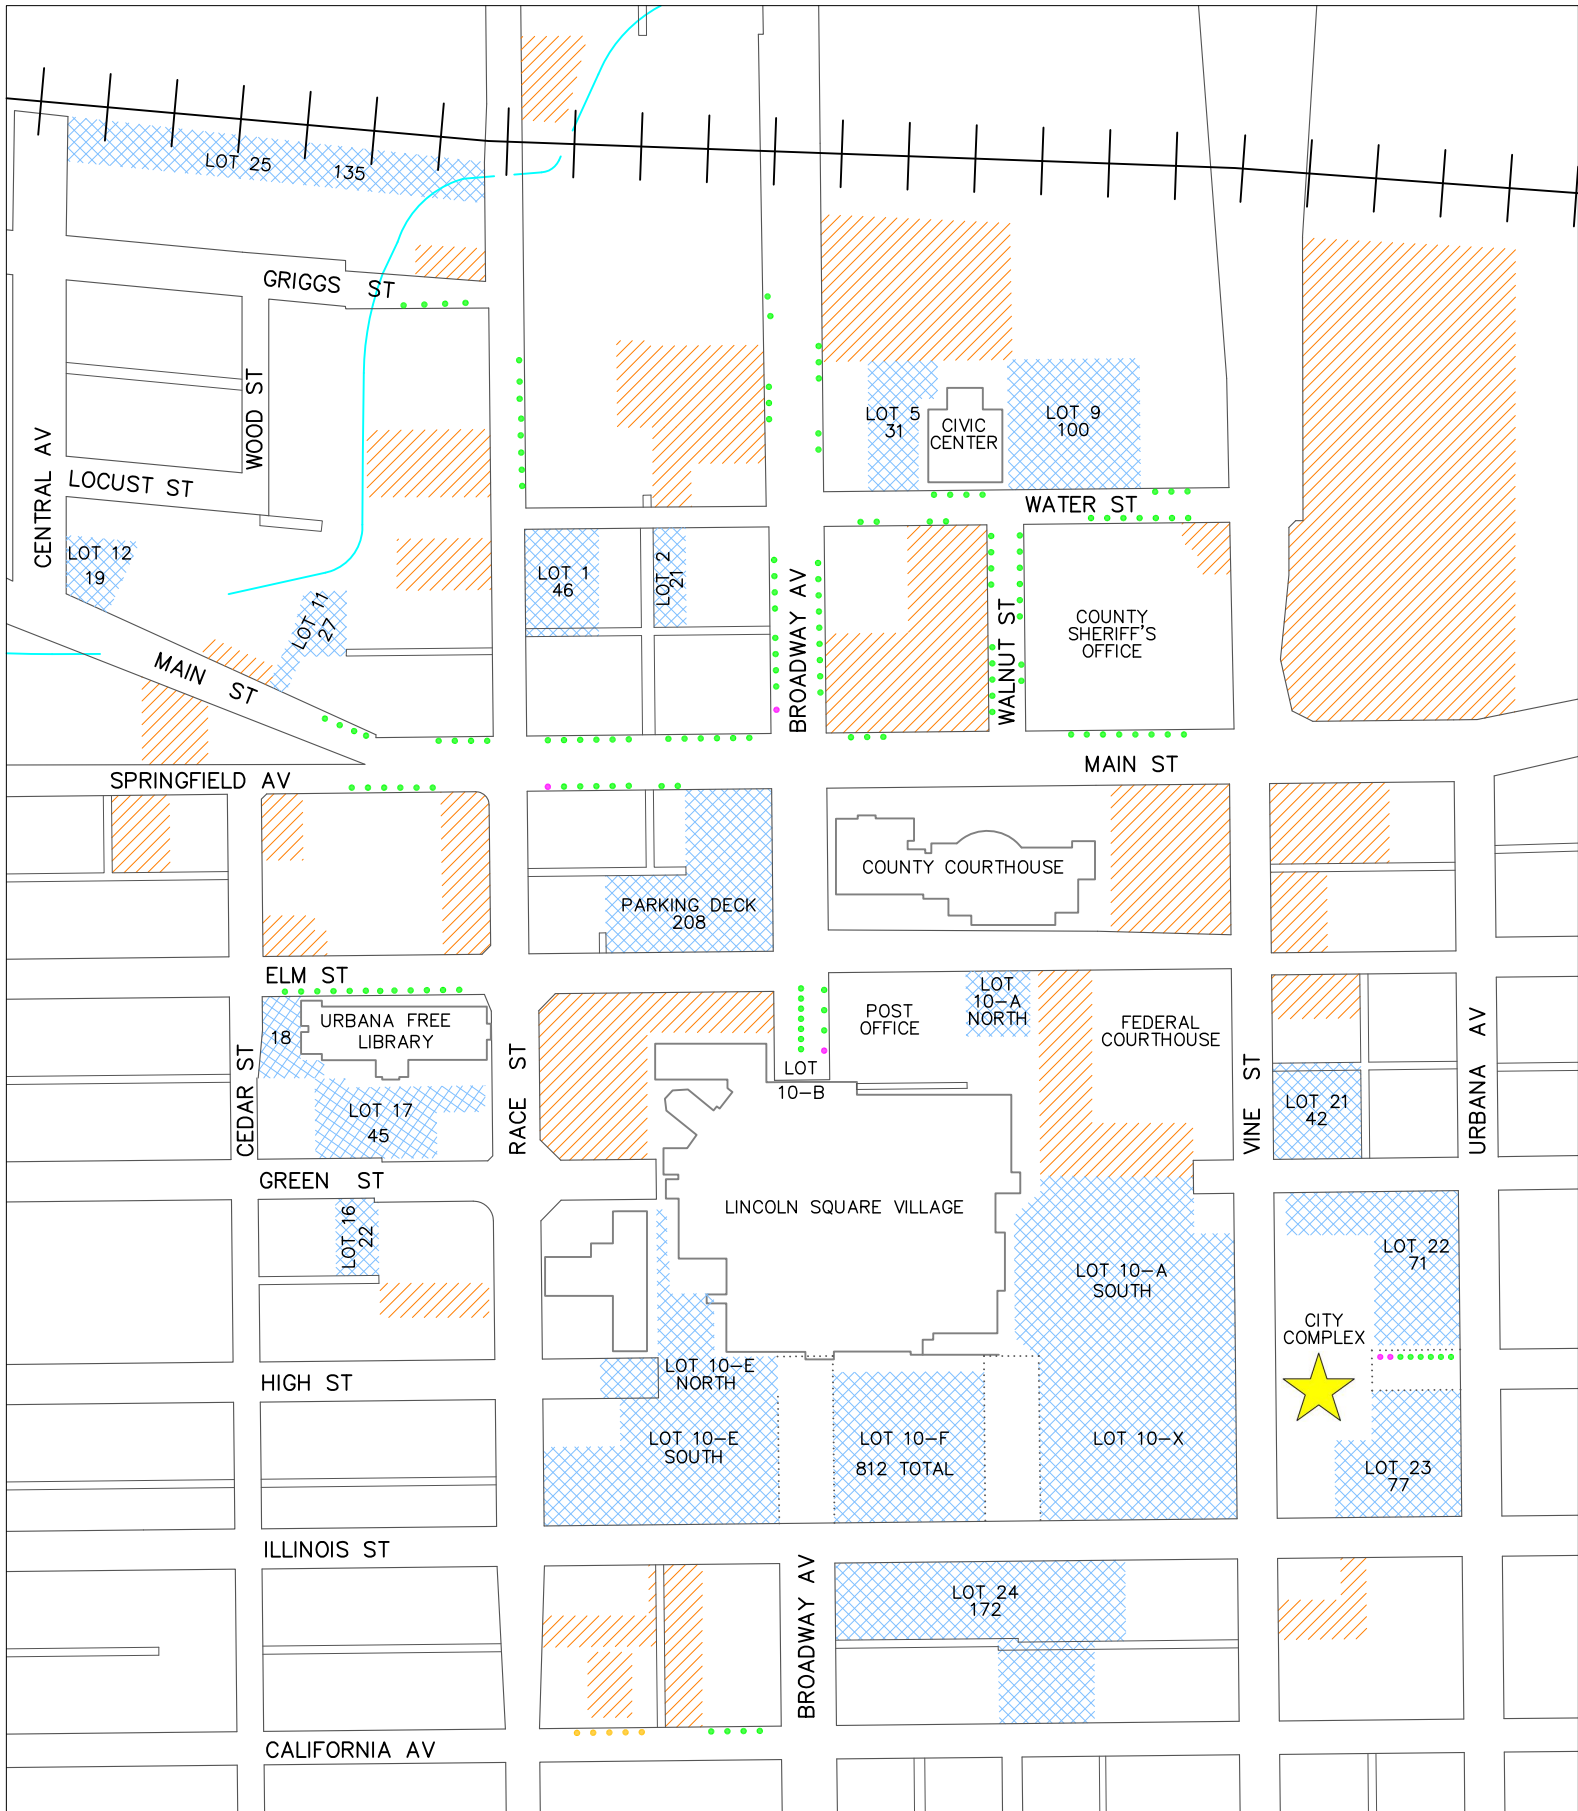 LOT 25
135
GRIGGS ST
WOOD ST
CENTRAL AV
LOCUST ST
LOT 5
31
CIVIC
CENTER
LOT 9
100
WATER ST
LOT 12
19
LOT 11
27
LOT 1
46
LOT 2
21
BROADWAY AV
WALNUT ST
COUNTY
SHERIFF'S
OFFICE
MAIN ST
SPRINGFIELD AV
MAIN ST
PARKING DECK
208
COUNTY COURTHOUSE
ELM ST
18
URBANA FREE
LIBRARY
CEDAR ST
LOT 17
45
RACE ST
POST
OFFICE
LOT
10-A
NORTH
FEDERAL
COURTHOUSE
LOT
10-B
VINE ST
LOT 21
42
URBANA AV
GREEN ST
LOT 16
22
LINCOLN SQUARE VILLAGE
LOT 10-A
SOUTH
LOT 22
71
CITY
COMPLEX
HIGH ST
LOT 10-E
NORTH
LOT 10-E
SOUTH
LOT 10-F
812 TOTAL
LOT 10-X
LOT 23
77
ILLINOIS ST
BROADWAY AV
LOT 24
172
CALIFORNIA AV